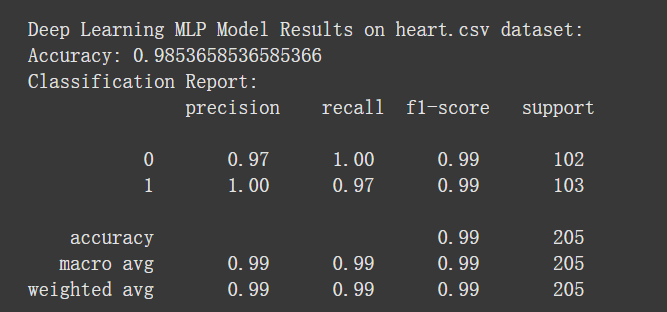 Deep Learning MLP Model Results on heart.csv dataset:
Accuracy: 0.9853658536585366
Classification Report:
precision recall f1-score support
0 0.97 1.00 0.99 102
1 1.00 0.97 0.99 103
accuracy 0.99 205
macro avg 0.99 0.99 0.99 205
weighted avg 0.99 0.99 0.99 205